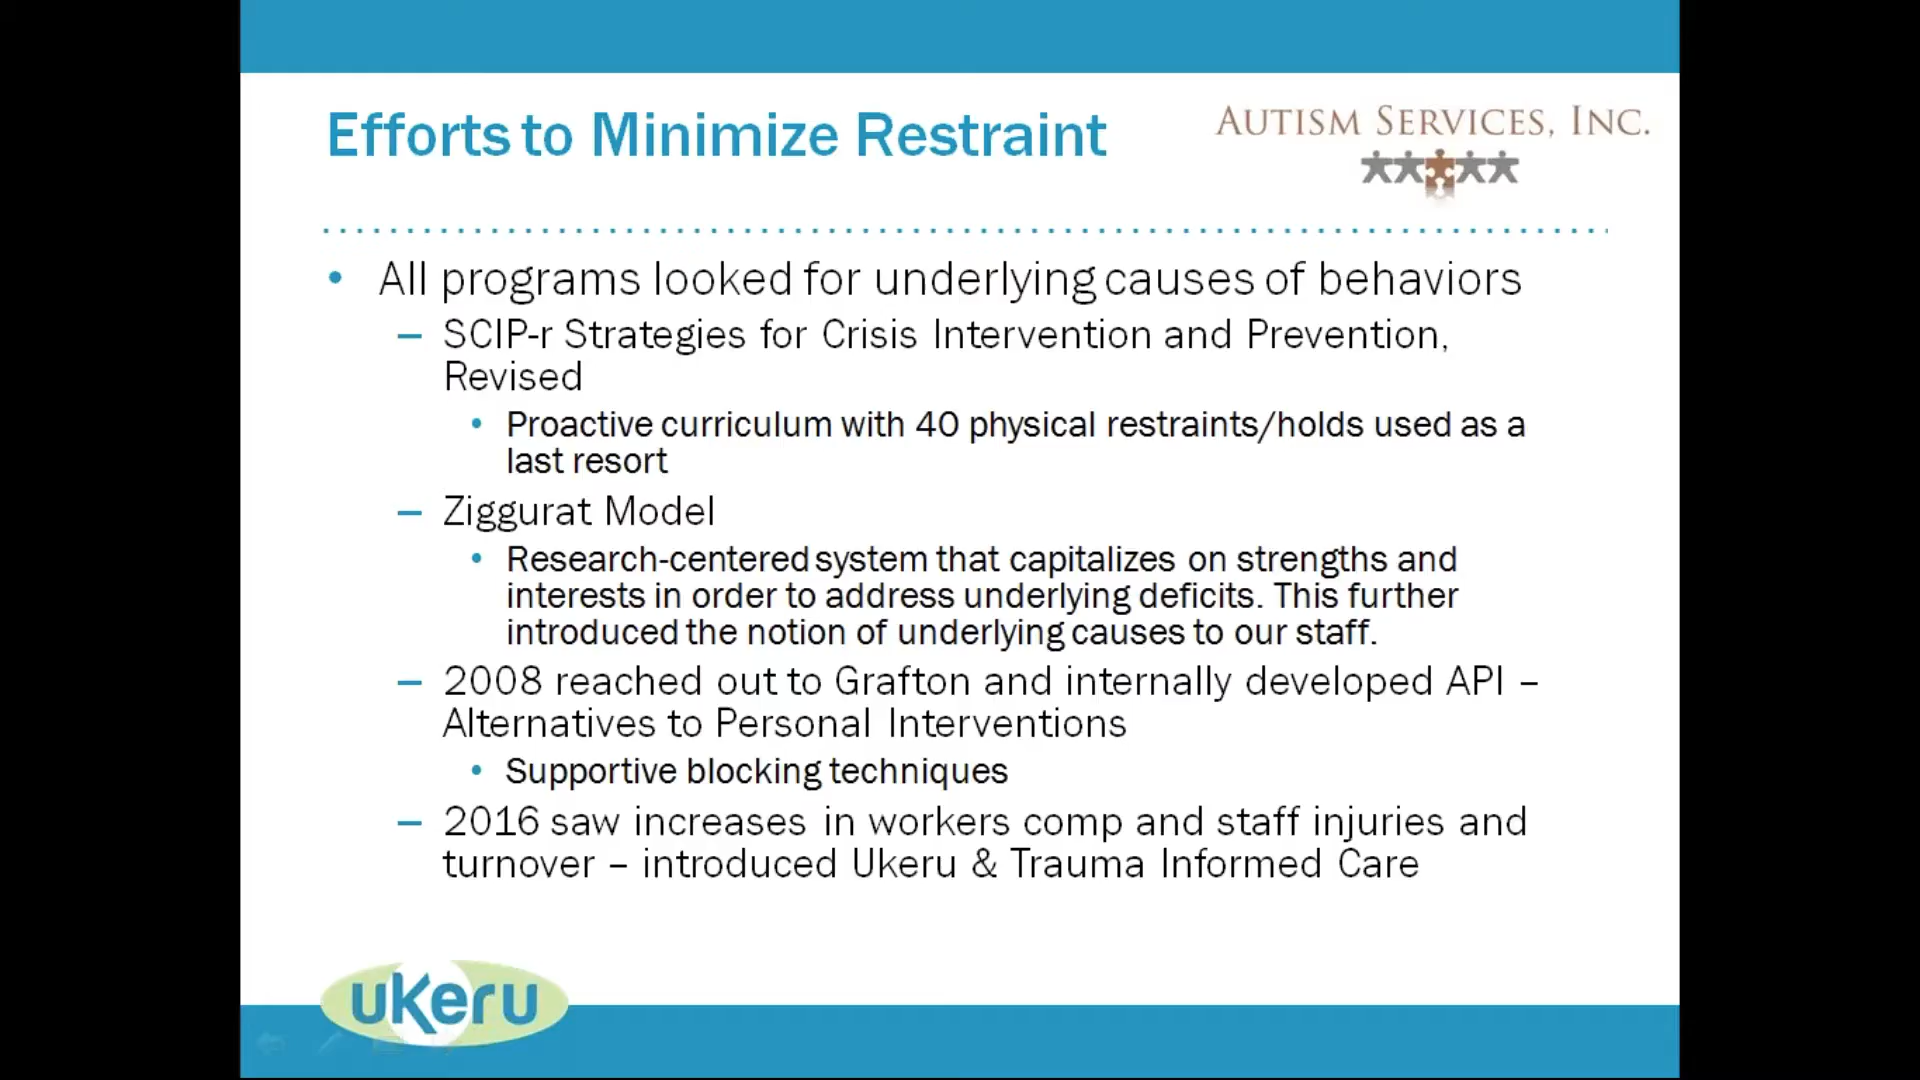 Efforts to Minimize Restraint
AUTISM SERVICES, INC.
• All programs looked for underlying causes of behaviors
– SCIP-r Strategies for Crisis Intervention and Prevention,
Revised
• Proactive curriculum with 40 physical restraints/holds used as a
last resort
– Ziggurat Model
• Research-centered system that capitalizes on strengths and
interests in order to address underlying deficits. This further
introduced the notion of underlying causes to our staff.
– 2008 reached out to Grafton and internally developed API –
Alternatives to Personal Interventions
• Supportive blocking techniques
– 2016 saw increases in workers comp and staff injuries and
turnover – introduced Ukeru & Trauma Informed Care
uKeru